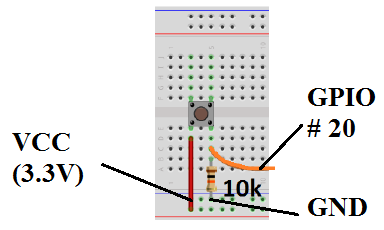 GPIO
# 20
VCC
(3.3V)
10k
GND